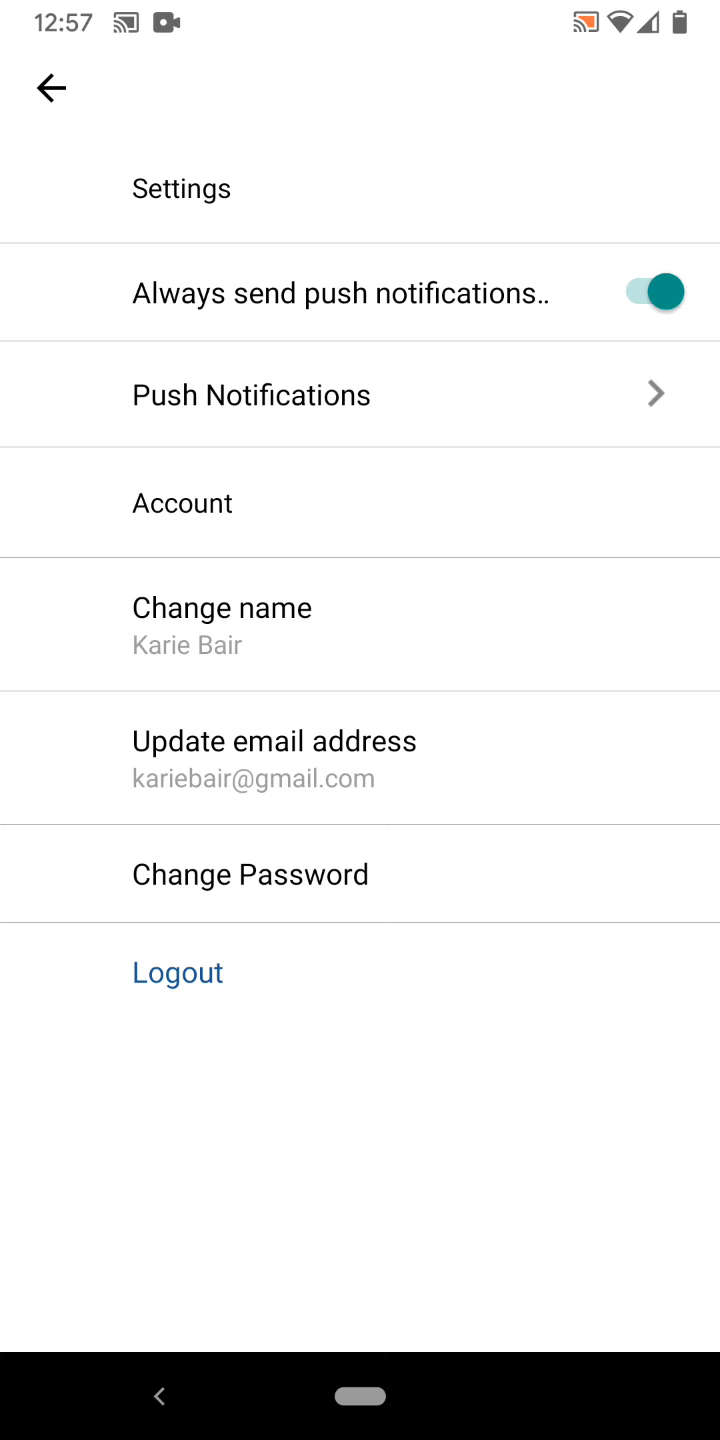 12:57
Settings
Always send push notifications..
Push Notifications
Account
Change name
Karie Bair
Update email address
kariebair@gmail.com
Change Password
Logout